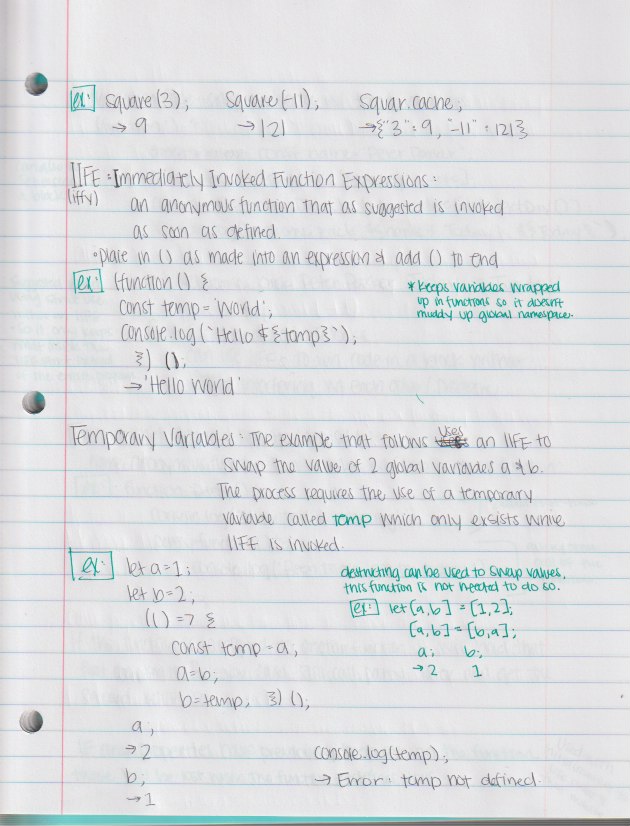 ex: square(3); square(-11); squar.cache;
→ 9 → 121 → {"3": 9, "-11": 121}
IIFE: Immediately Invoked Function Expressions:
(iffy) an anonymous function that as suggested is invoked
as soon as defined.
• place in () as made into an expression & add () to end
ex: (function() {
const temp = 'World';
console.log(`Hello ${temp}`);
}) ();
→ 'Hello World'
* Keeps variables wrapped
up in functions so it doesn't
muddy up global namespace.
Temporary Variables: The example that follows uses an IIFE to
swap the value of 2 global variables a & b.
The process requires the use of a temporary
variable called temp which only exsists while
IIFE is invoked.
ex: let a=1;
let b=2;
(() => {
const temp = a;
a=b;
b=temp; }) ();
a;
→ 2
b;
→ 1
destructing can be used to swap values,
this function is not needed to do so.
ex: let [a,b] = [1,2];
[a,b] = [b,a];
a; b;
→ 2 1
console.log(temp);
→ Error: temp not defined.